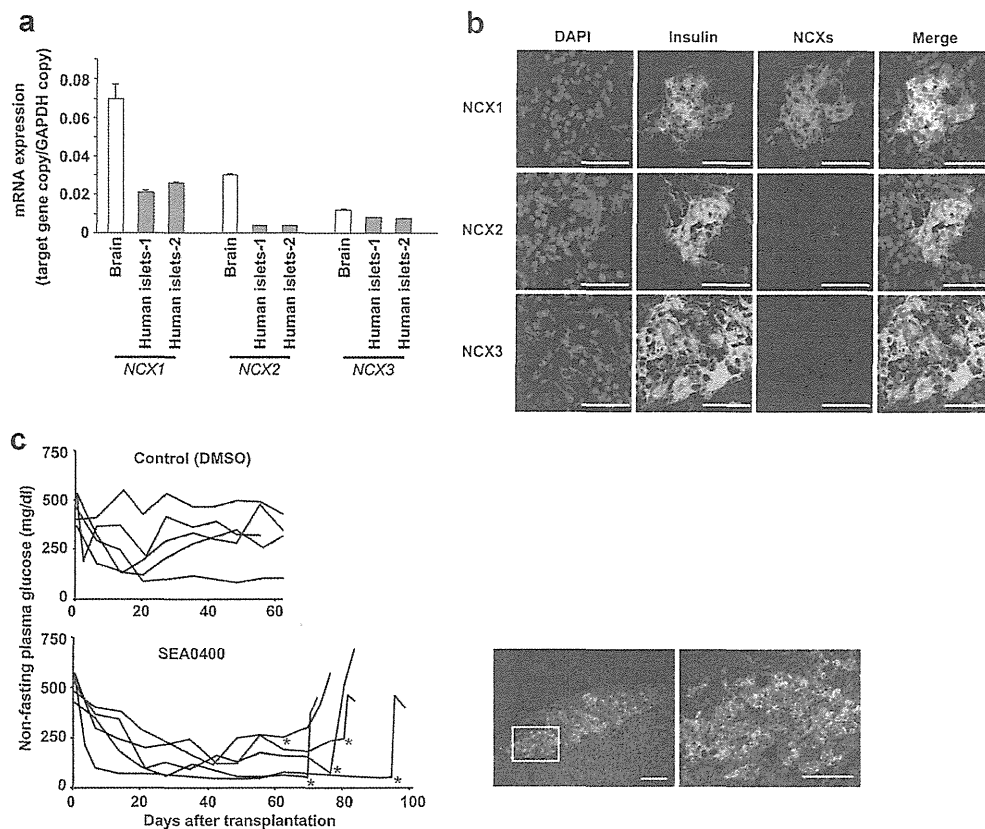 a
mRNA expression
(target gene copy/GAPDH copy)
0.08
0.06
0.04
0.02
0
Brain
Human islets-1
Human islets-2
Brain
Human islets-1
Human islets-2
Brain
Human islets-1
Human islets-2
NCX1
NCX2
NCX3
b
DAPI
Insulin
NCXs
Merge
NCX1
NCX2
NCX3
c
Non-fasting plasma glucose (mg/dl)
Control (DMSO)
750
500
250
0
0
20
40
60
SEA0400
750
500
250
0
*
*
*
*
*
0
20
40
60
80
100
Days after transplantation